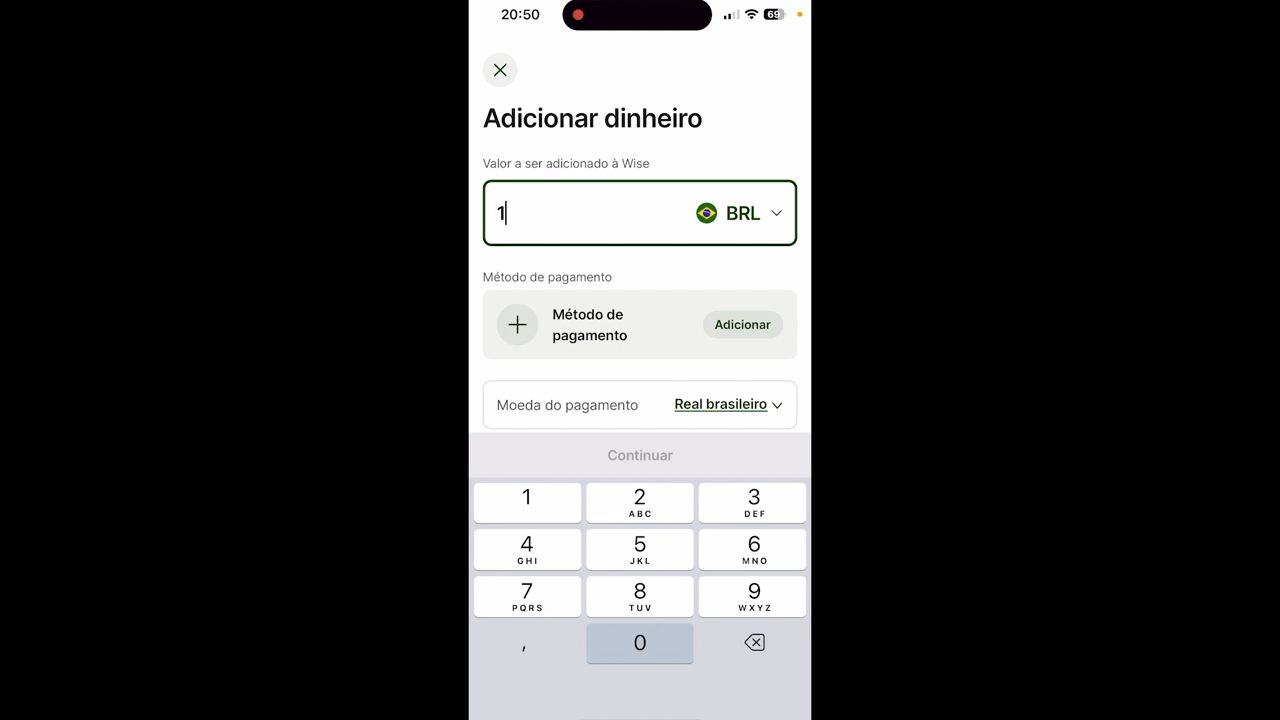 20:50
69
Adicionar dinheiro
Valor a ser adicionado à Wise
1
BRL
Método de pagamento
Método de
pagamento
Adicionar
Moeda do pagamento
Real brasileiro
Continuar
1
2
ABC
3
DEF
4
GHI
5
JKL
6
MNO
7
PQRS
8
TUV
9
WXYZ
,
0